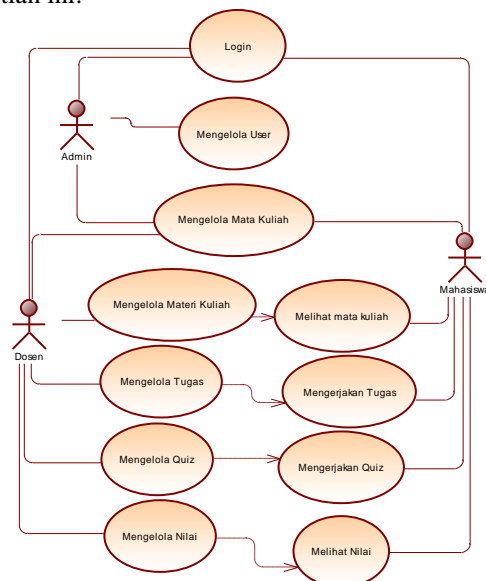 Login
Mengelola User
Admin
Mengelola Mata Kuliah
Mahasiswa
Mengelola Materi Kuliah
Melihat mata kuliah
Dosen
Mengelola Tugas
Mengerjakan Tugas
Mengelola Quiz
Mengerjakan Quiz
Mengelola Nilai
Melihat Nilai